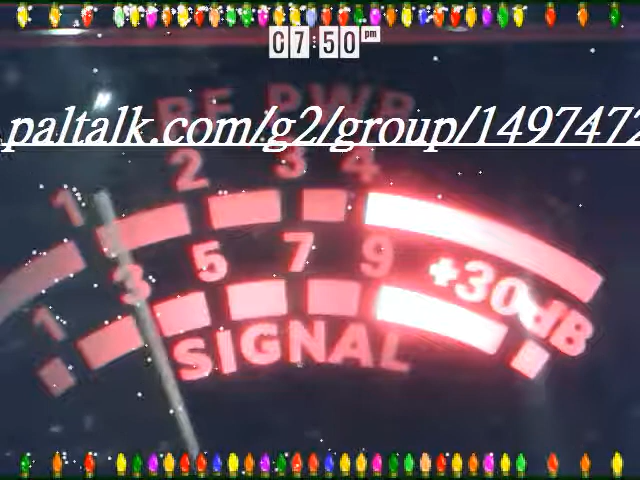 07:50 pm
RF PWR
paltalk.com/g2/group/1497472
1 2 3 4
1 3 5 7 9 +30dB
SIGNAL